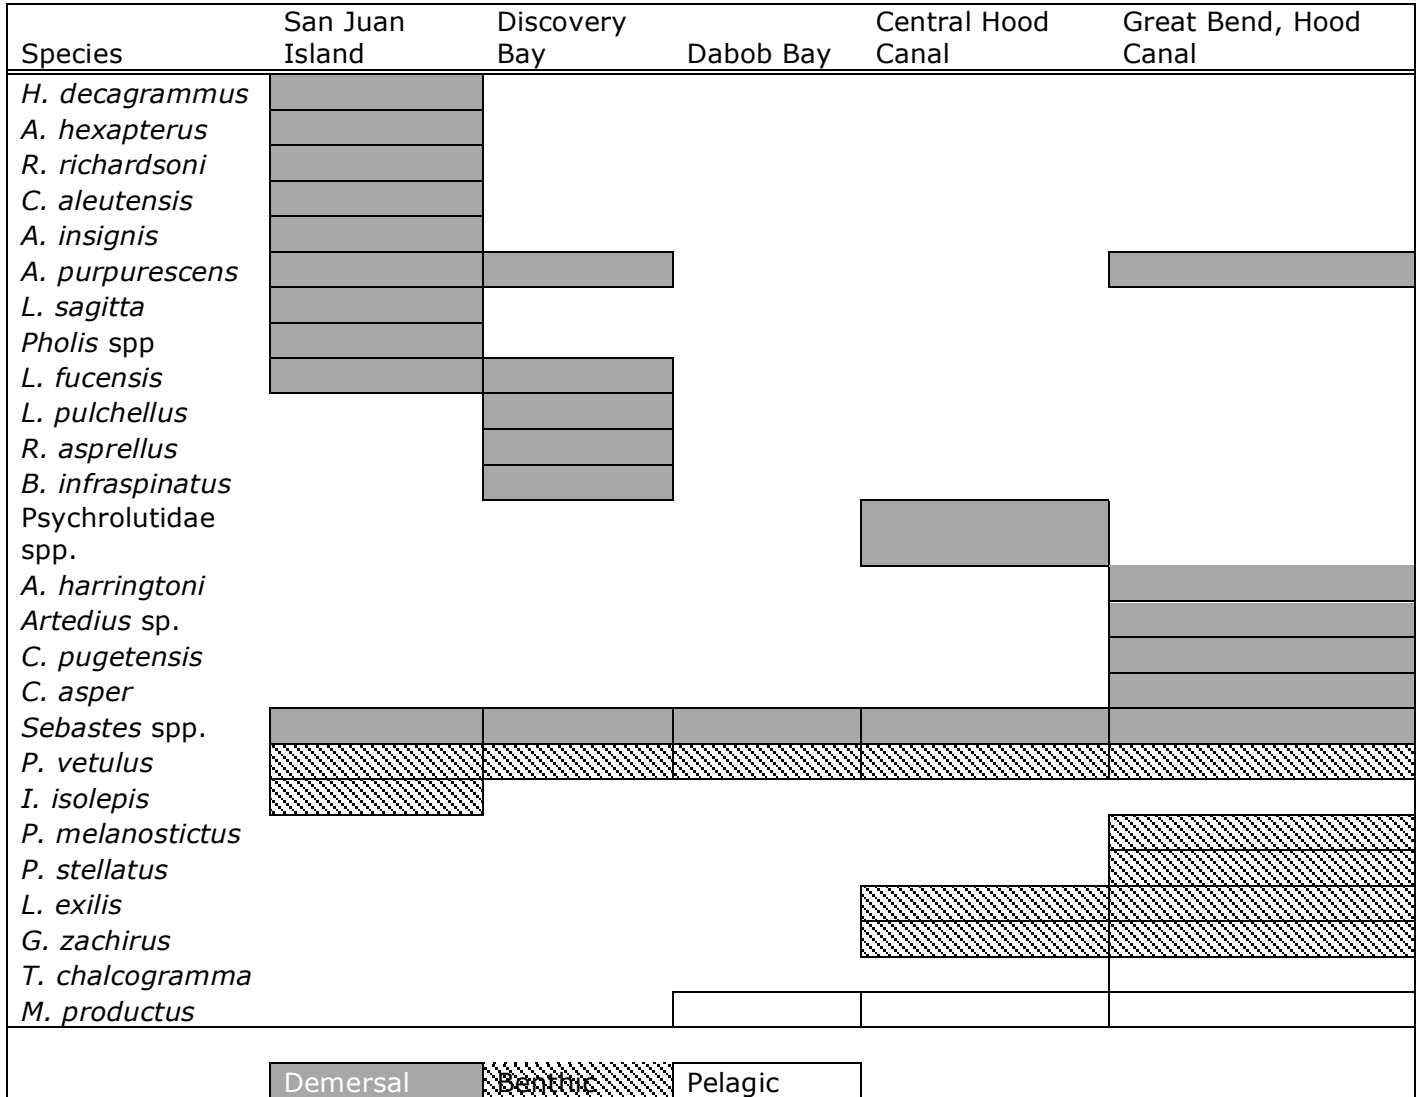 San Juan Discovery Central Hood Great Bend, Hood
Species Island Bay Dabob Bay Canal Canal
H. decagrammus
A. hexapterus
R. richardsoni
C. aleutensis
A. insignis
A. purpurescens
L. sagitta
Pholis spp
L. fucensis
L. pulchellus
R. asprellus
B. infraspinatus
Psychrolutidae
spp.
A. harringtoni
Artedius sp.
C. pugetensis
C. asper
Sebastes spp.
P. vetulus
I. isolepis
P. melanostictus
P. stellatus
L. exilis
G. zachirus
T. chalcogramma
M. productus
Demersal Benthic Pelagic